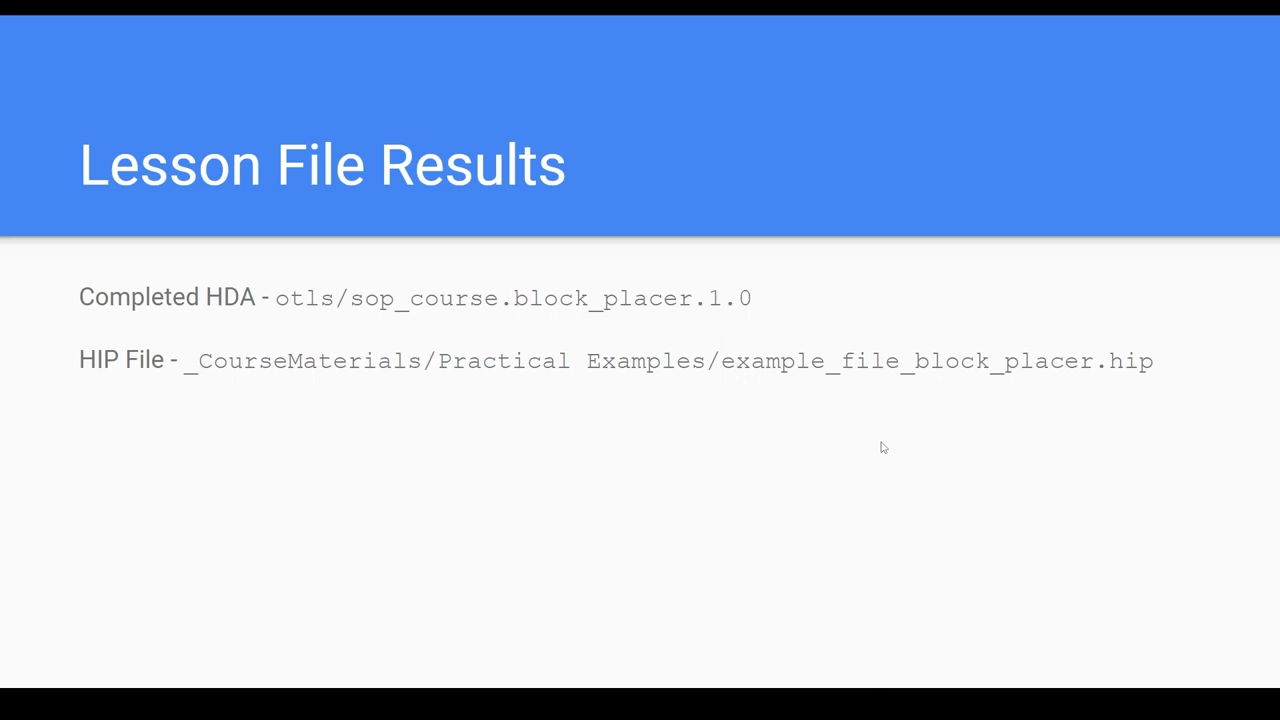 Lesson File Results
Completed HDA - otls/sop_course.block_placer.1.0
HIP File - _CourseMaterials/Practical Examples/example_file_block_placer.hip